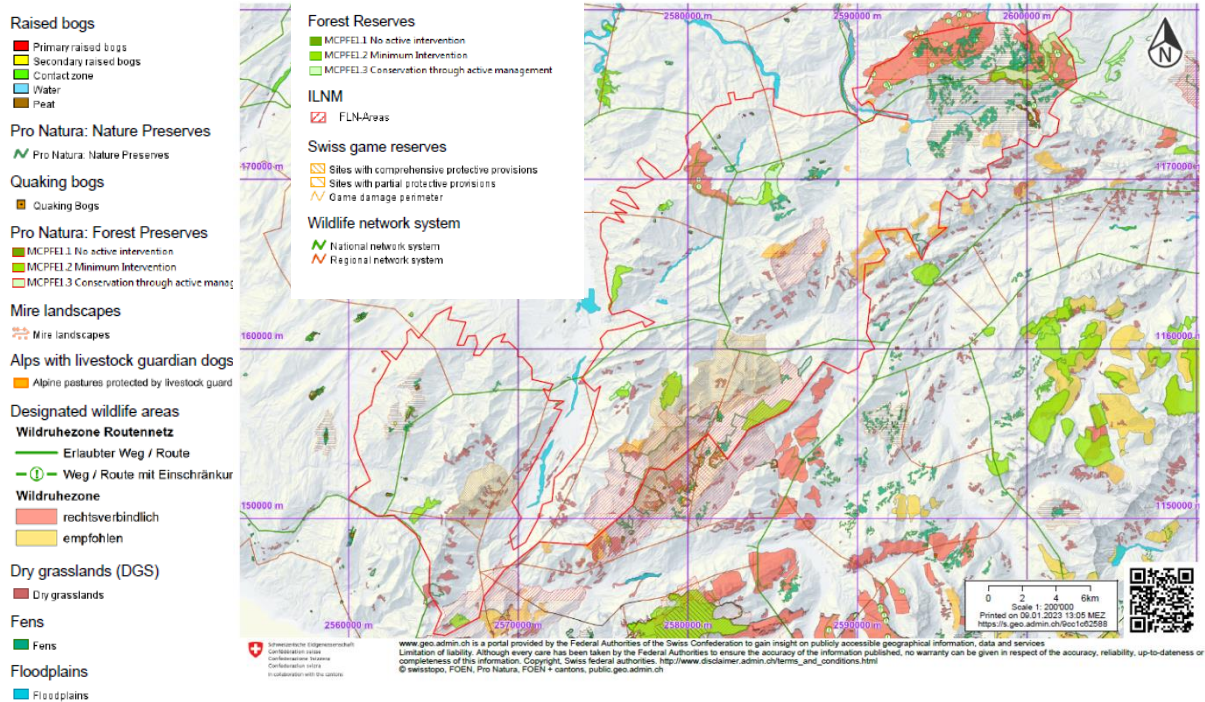 Raised bogs
Primary raised bogs
Secondary raised bogs
Contact zone
Water
Peat
Pro Natura: Nature Preserves
Pro Natura: Nature Preserves
Quaking bogs
Quaking Bogs
Pro Natura: Forest Preserves
MCPFE1.1 No active intervention
MCPFE1.2 Minimum Intervention
MCPFE1.3 Conservation through active manag
Mire landscapes
Mire landscapes
Alps with livestock guardian dogs
Alpine pastures protected by livestock guard
Designated wildlife areas
Wildruhezone Routennetz
Erlaubter Weg / Route
Weg / Route mit Einschränkur
Wildruhezone
rechtsverbindlich
empfohlen
Dry grasslands (DGS)
Dry grasslands
Fens
Fens
Floodplains
Floodplains
Forest Reserves
MCPFE1.1 No active intervention
MCPFE1.2 Minimum Intervention
MCPFE1.3 Conservation through active management
ILNM
FLN-Areas
Swiss game reserves
Sites with comprehensive protective provisions
Sites with partial protective provisions
Game damage perimeter
Wildlife network system
National network system
Regional network system
2580000 m
2590000 m
2600000 m
N
170000 m
1170000 m
160000 m
1160000 m
150000 m
1150000 m
2560000 m
2570000 m
2580000 m
2590000 m
0 2 4 6km
Scale 1: 200'000
Printed on 09.01.2023 13:05 MEZ
https://s.geo.admin.ch/9cc1c62588
Schweizerische Eidgenossenschaft
Confédération suisse
Confederazione Svizzera
Confederaziun svizra
In collaboration with the cantons
www.geo.admin.ch is a portal provided by the Federal Authorities of the Swiss Confederation to gain insight on publicly accessible geographical information, data and services
Limitation of liability. Although every care has been taken by the Federal Authorities to ensure the accuracy of the information published, no warranty can be given in respect of the accuracy, reliability, up-to-dateness or
completeness of this information. Copyright, Swiss federal authorities. http://www.disclaimer.admin.ch/terms_and_conditions.html
© swisstopo, FOEN, Pro Natura, FOEN + cantons, public.geo.admin.ch